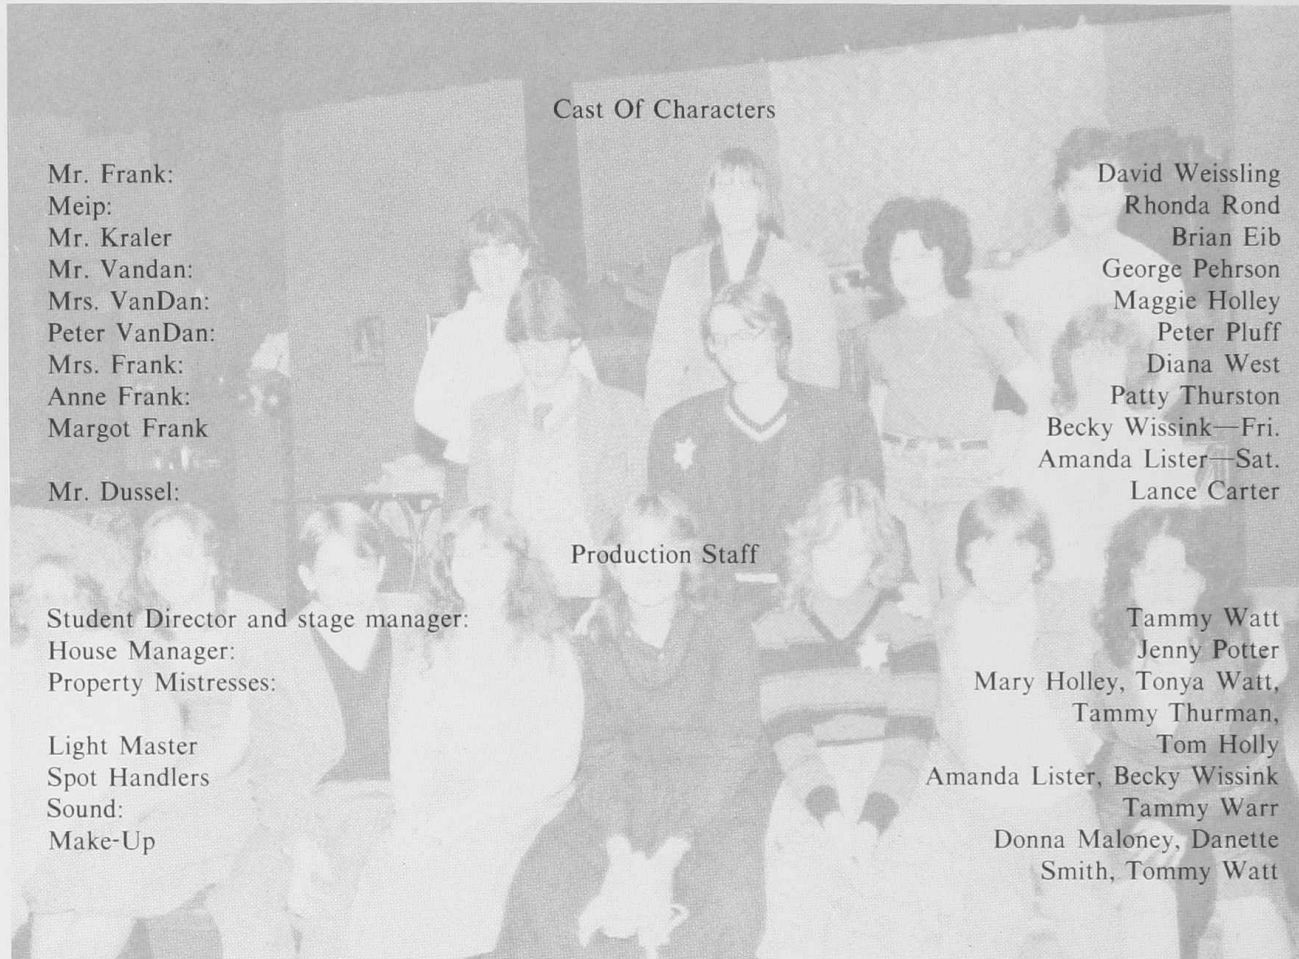 Cast Of Characters
Mr. Frank: David Weissling
Meip: Rhonda Rond
Mr. Kraler Brian Eib
Mr. Vandan: George Pehrson
Mrs. VanDan: Maggie Holley
Peter VanDan: Peter Pluff
Mrs. Frank: Diana West
Anne Frank: Patty Thurston
Margot Frank Becky Wissink—Fri.
Amanda Lister—Sat.
Mr. Dussel: Lance Carter
Production Staff
Student Director and stage manager: Tammy Watt
House Manager: Jenny Potter
Property Mistresses: Mary Holley, Tonya Watt,
Tammy Thurman,
Light Master Tom Holly
Spot Handlers Amanda Lister, Becky Wissink
Sound: Tammy Warr
Make-Up Donna Maloney, Danette
Smith, Tommy Watt